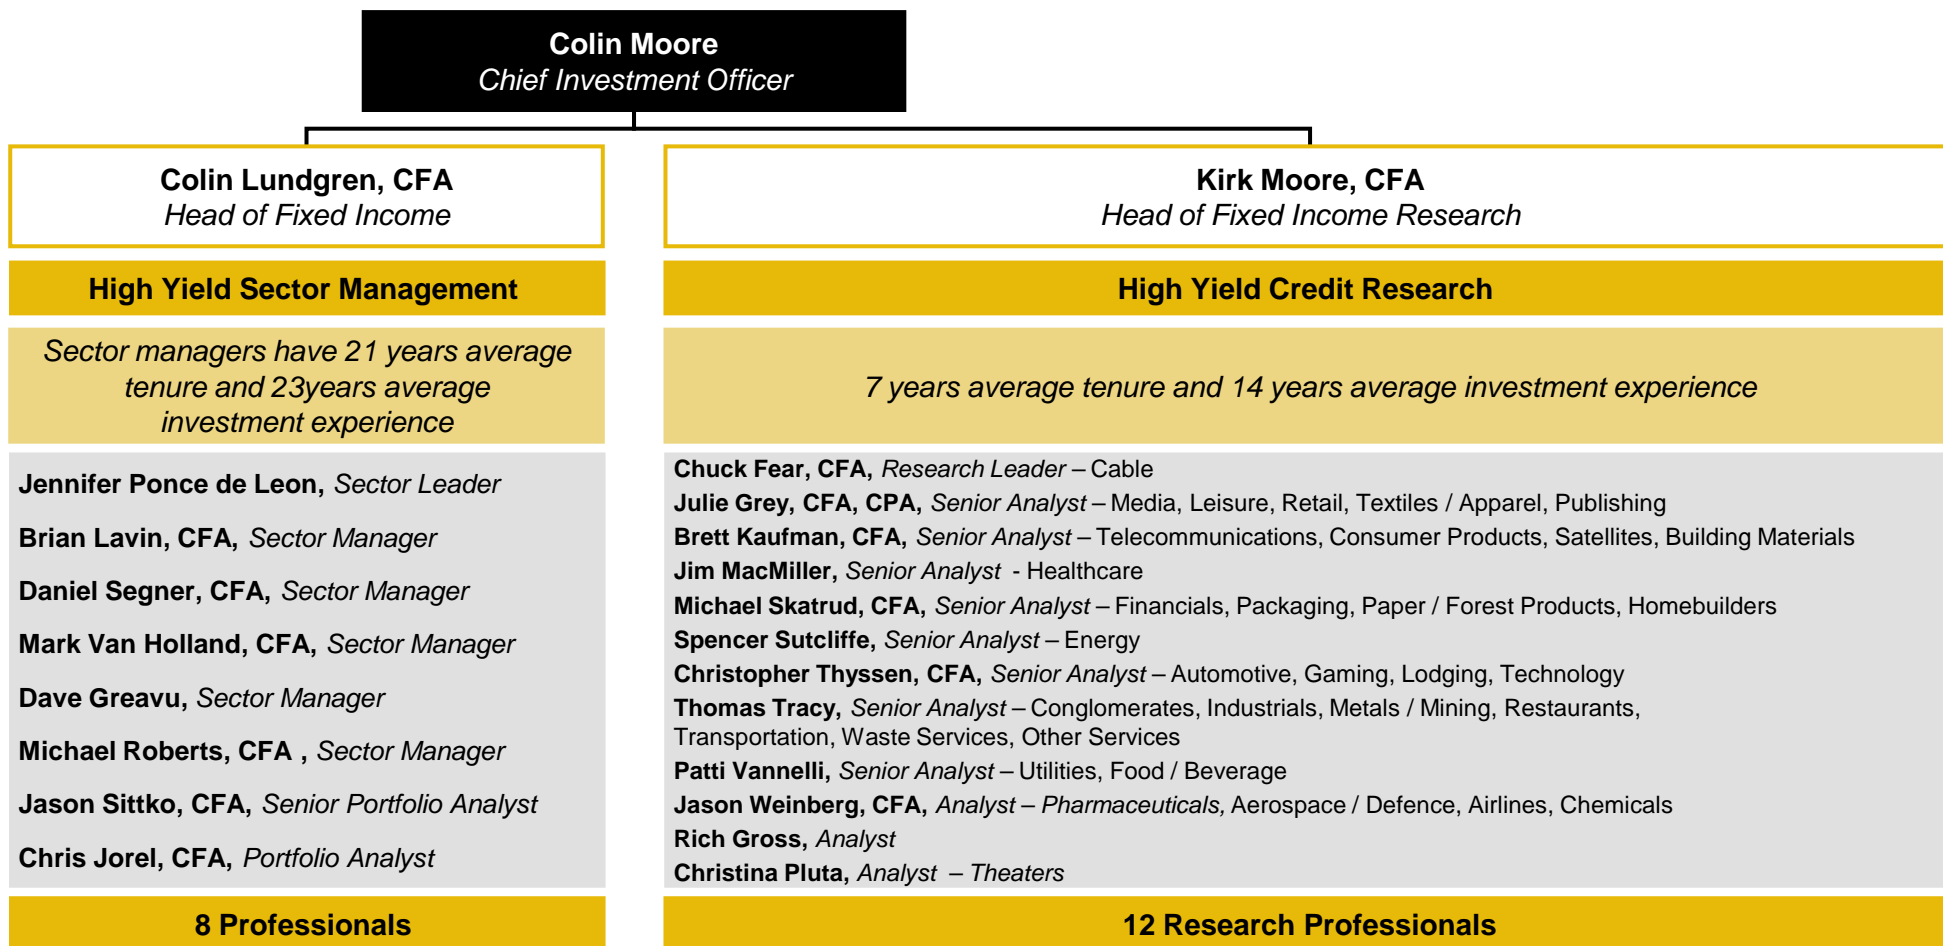 Colin Moore
Chief Investment Officer
Colin Lundgren, CFA
Head of Fixed Income
High Yield Sector Management
Sector managers have 21 years average
tenure and 23years average
investment experience
Jennifer Ponce de Leon, Sector Leader
Brian Lavin, CFA, Sector Manager
Daniel Segner, CFA, Sector Manager
Mark Van Holland, CFA, Sector Manager
Dave Greavu, Sector Manager
Michael Roberts, CFA , Sector Manager
Jason Sittko, CFA, Senior Portfolio Analyst
Chris Jorel, CFA, Portfolio Analyst
8 Professionals
Kirk Moore, CFA
Head of Fixed Income Research
High Yield Credit Research
7 years average tenure and 14 years average investment experience
Chuck Fear, CFA, Research Leader – Cable
Julie Grey, CFA, CPA, Senior Analyst – Media, Leisure, Retail, Textiles / Apparel, Publishing
Brett Kaufman, CFA, Senior Analyst – Telecommunications, Consumer Products, Satellites, Building Materials
Jim MacMiller, Senior Analyst - Healthcare
Michael Skatrud, CFA, Senior Analyst – Financials, Packaging, Paper / Forest Products, Homebuilders
Spencer Sutcliffe, Senior Analyst – Energy
Christopher Thyssen, CFA, Senior Analyst – Automotive, Gaming, Lodging, Technology
Thomas Tracy, Senior Analyst – Conglomerates, Industrials, Metals / Mining, Restaurants,
Transportation, Waste Services, Other Services
Patti Vannelli, Senior Analyst – Utilities, Food / Beverage
Jason Weinberg, CFA, Analyst – Pharmaceuticals, Aerospace / Defence, Airlines, Chemicals
Rich Gross, Analyst
Christina Pluta, Analyst – Theaters
12 Research Professionals